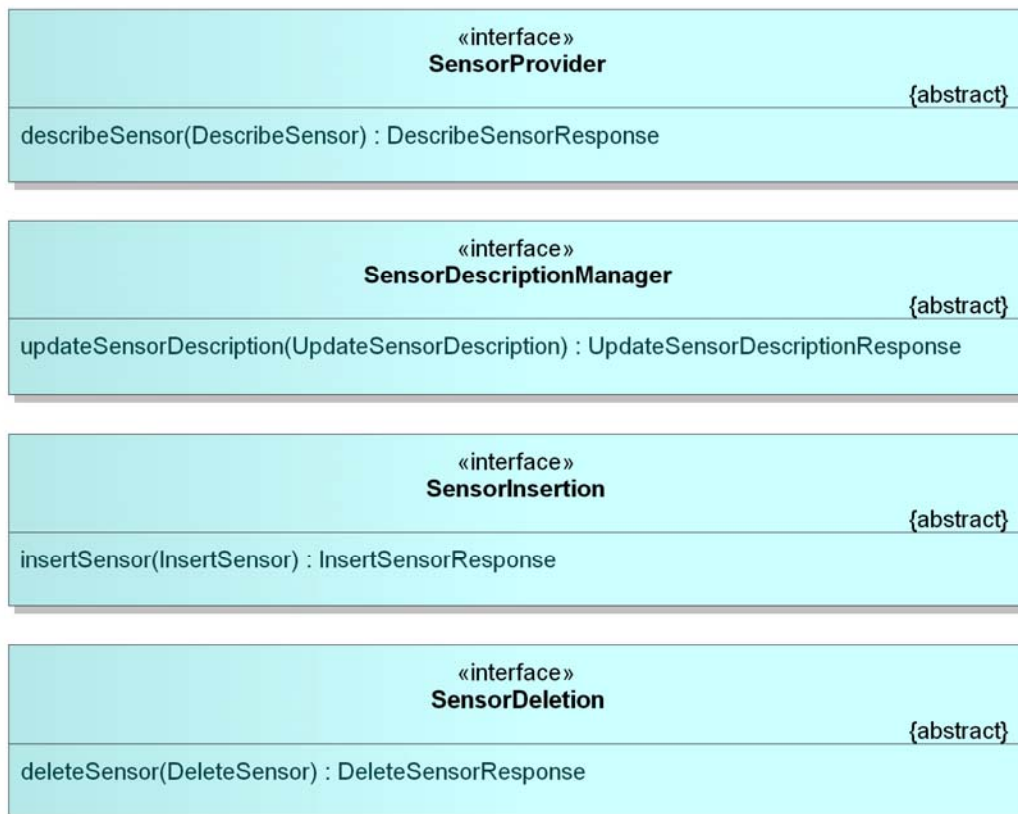 «interface»
SensorProvider
{abstract}
describeSensor(DescribeSensor) : DescribeSensorResponse
«interface»
SensorDescriptionManager
{abstract}
updateSensorDescription(UpdateSensorDescription) : UpdateSensorDescriptionResponse
«interface»
SensorInsertion
{abstract}
insertSensor(InsertSensor) : InsertSensorResponse
«interface»
SensorDeletion
{abstract}
deleteSensor(DeleteSensor) : DeleteSensorResponse